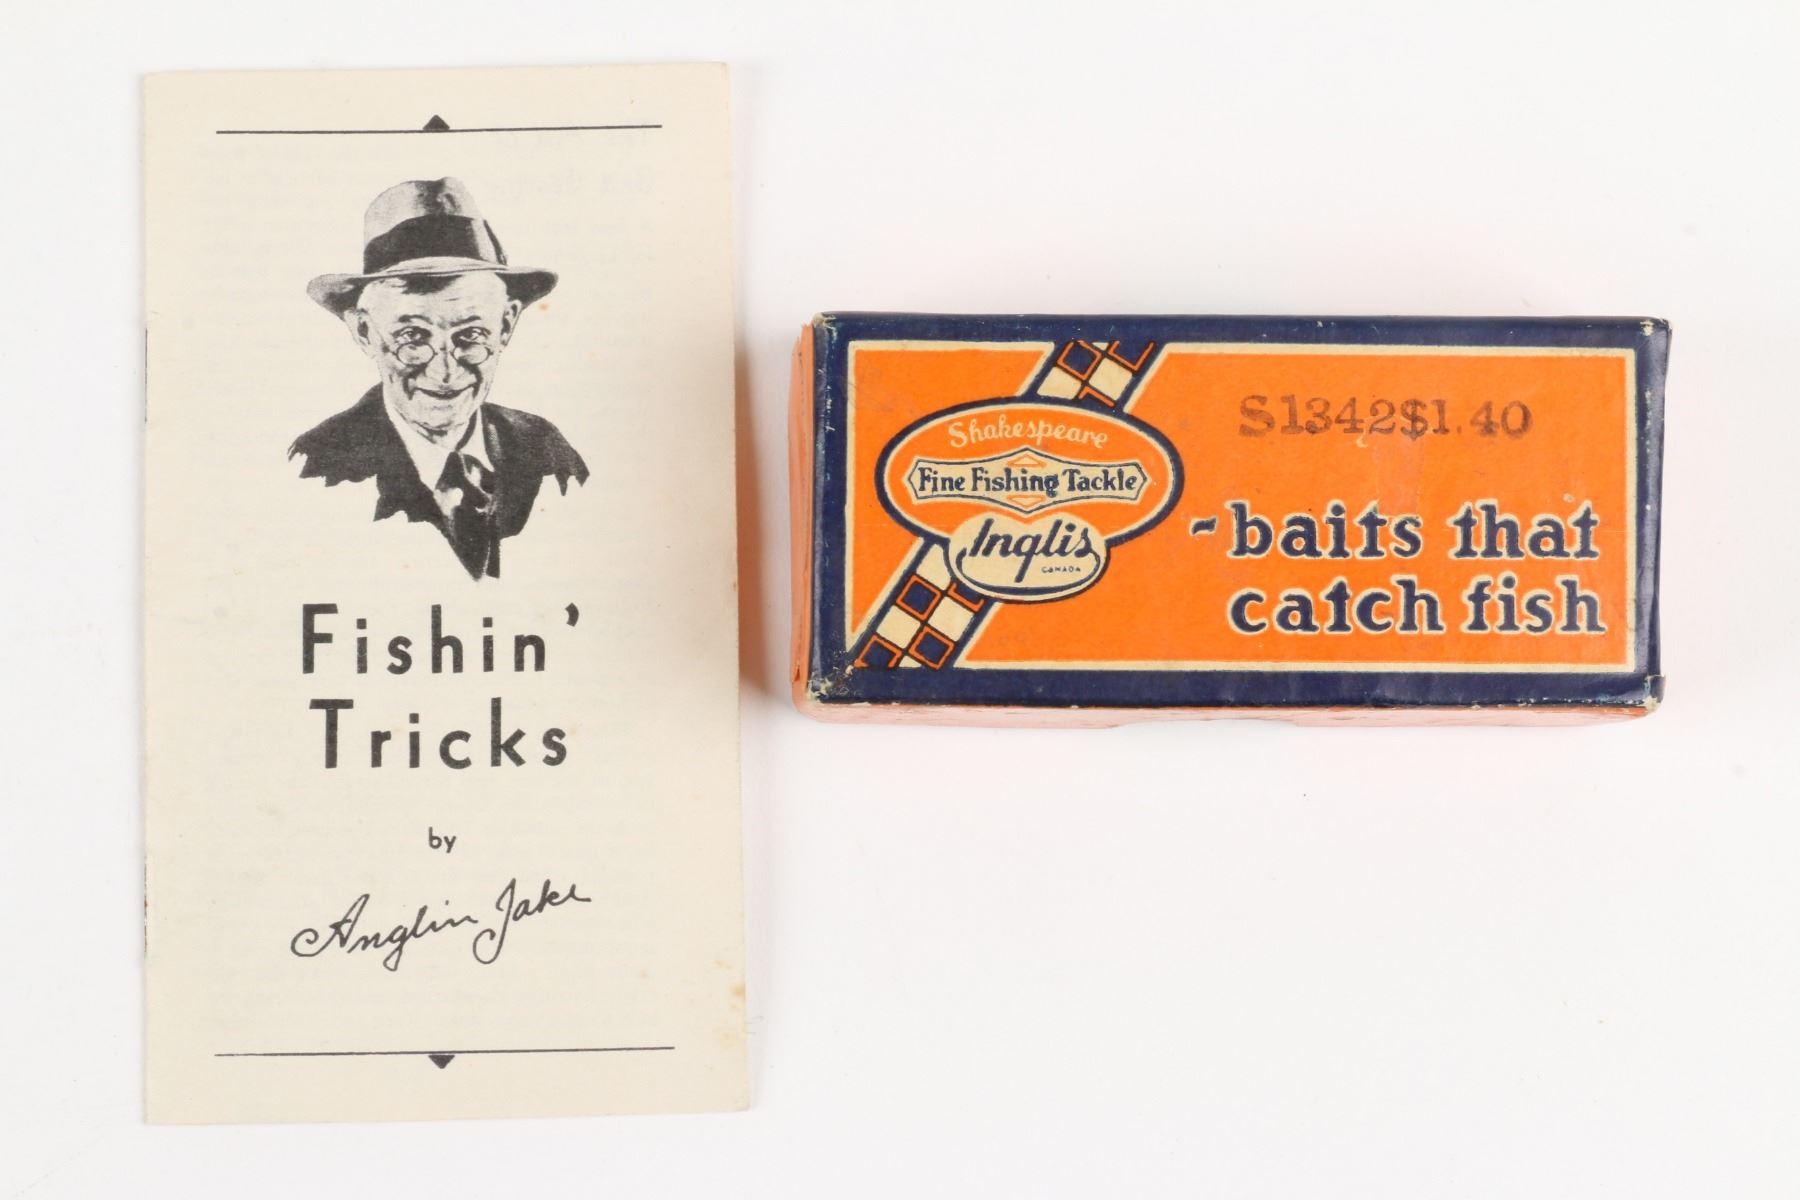 Fishin'
Tricks
by
Anglin Jake
Shakespeare
Fine Fishing Tackle
Inglis
CANADA
S1342$1.40
-baits that
catch fish